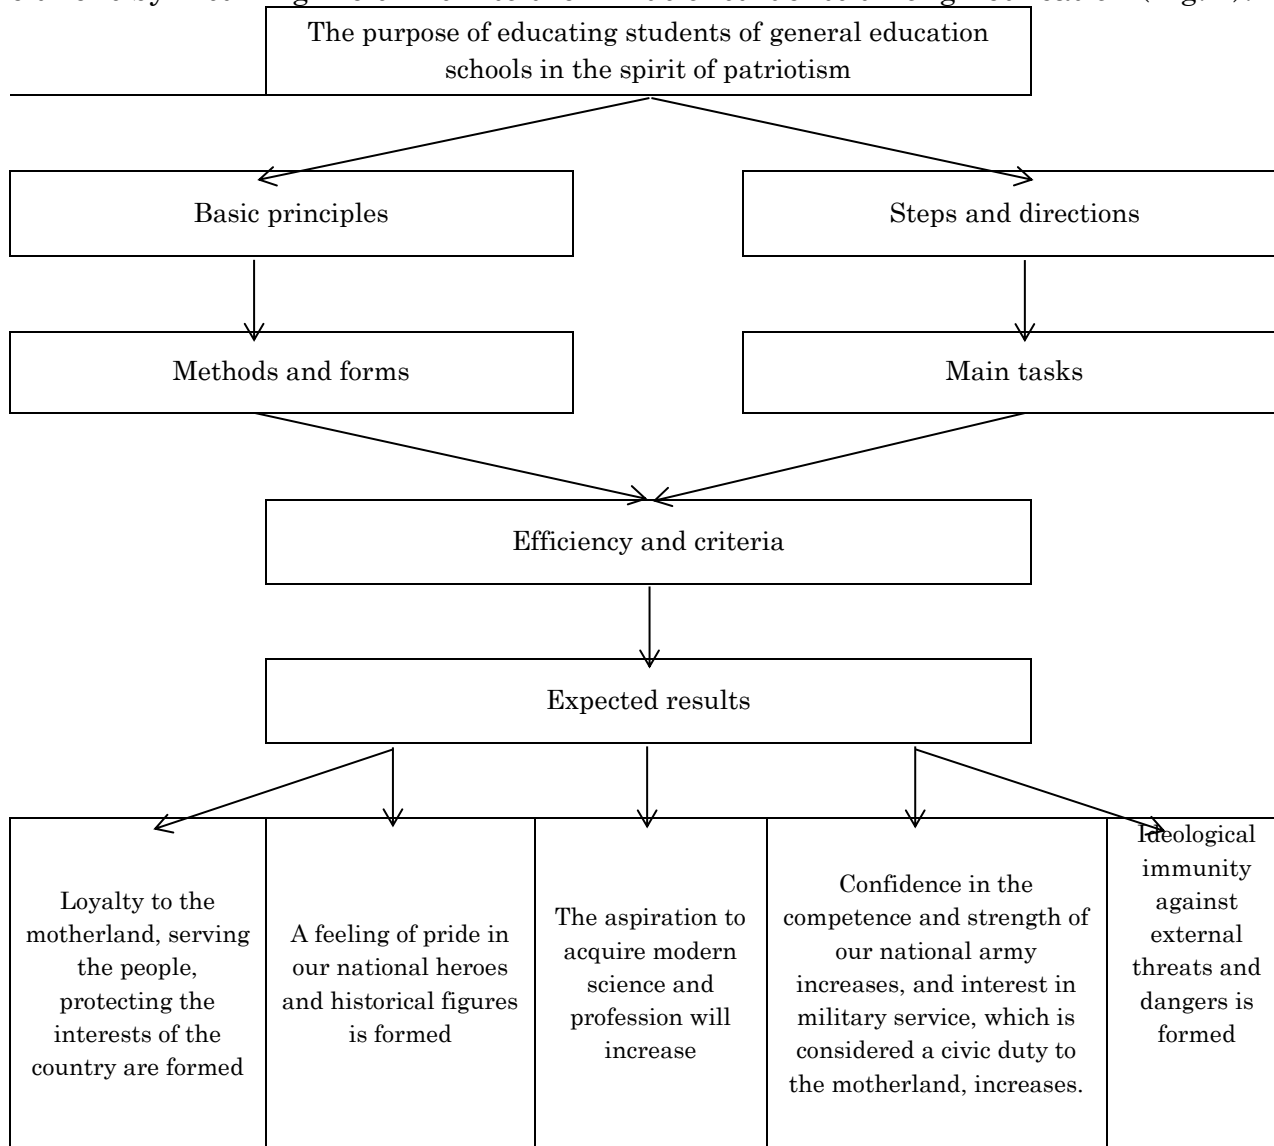 The purpose of educating students of general education
schools in the spirit of patriotism
Basic principles
Steps and directions
Methods and forms
Main tasks
Efficiency and criteria
Expected results
Loyalty to the
motherland, serving
the people,
protecting the
interests of the
country are formed
A feeling of pride in
our national heroes
and historical figures
is formed
The aspiration to
acquire modern
science and
profession will
increase
Confidence in the
competence and strength of
our national army
increases, and interest in
military service, which is
considered a civic duty to
the motherland, increases.
Ideological
immunity
against
external
threats and
dangers is
formed